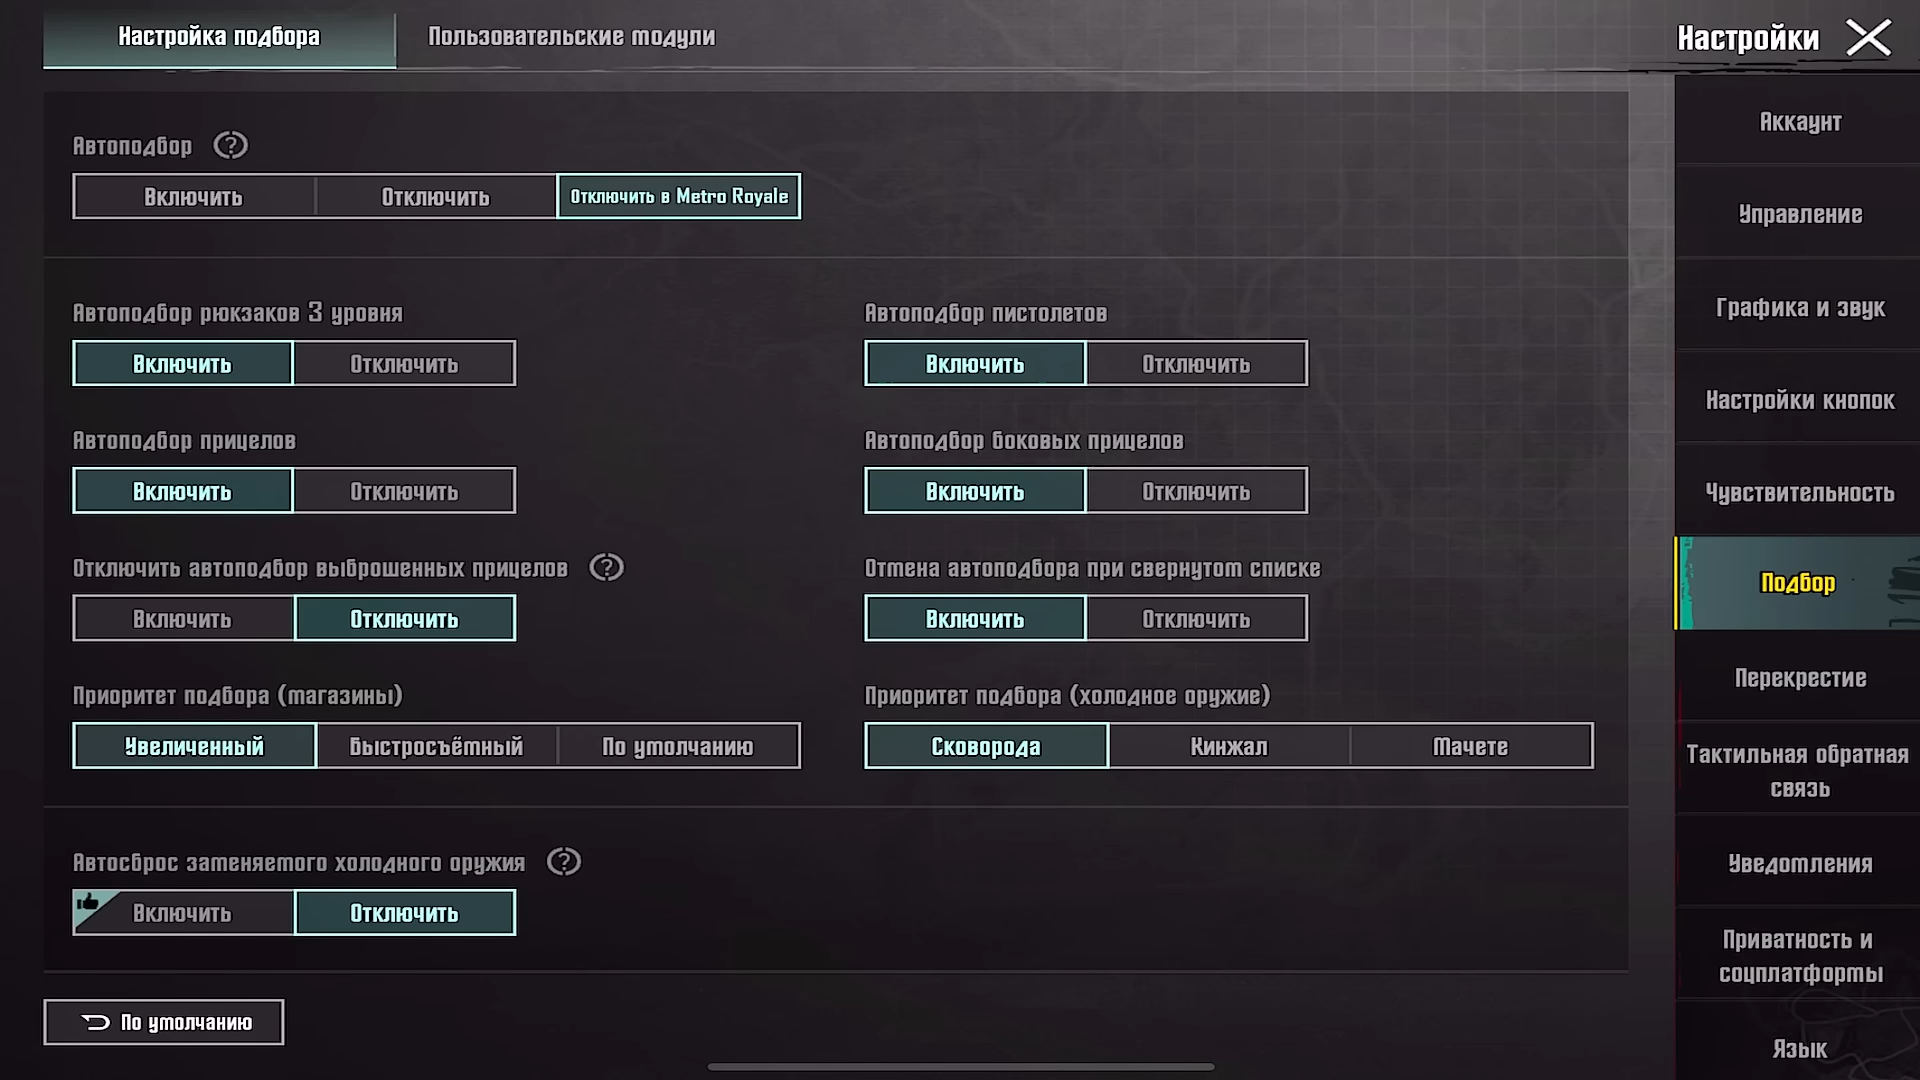 Настройка подбора
Пользовательские модули
Настройки
Автоподбор
Включить
Отключить
Отключить в Metro Royale
Автоподбор рюкзаков 3 уровня
Включить
Отключить
Автоподбор пистолетов
Включить
Отключить
Автоподбор прицелов
Включить
Отключить
Автоподбор боковых прицелов
Включить
Отключить
Отключить автоподбор выброшенных прицелов
Включить
Отключить
Отмена автоподбора при свернутом списке
Включить
Отключить
Приоритет подбора (магазины)
Увеличенный
Быстросъёмный
По умолчанию
Приоритет подбора (холодное оружие)
Сковорода
Кинжал
Мачете
Автосброс заменяемого холодного оружия
Включить
Отключить
По умолчанию
Аккаунт
Управление
Графика и звук
Настройки кнопок
Чувствительность
Подбор
Перекрестие
Тактильная обратная
связь
Уведомления
Приватность и
соцплатформы
Язык